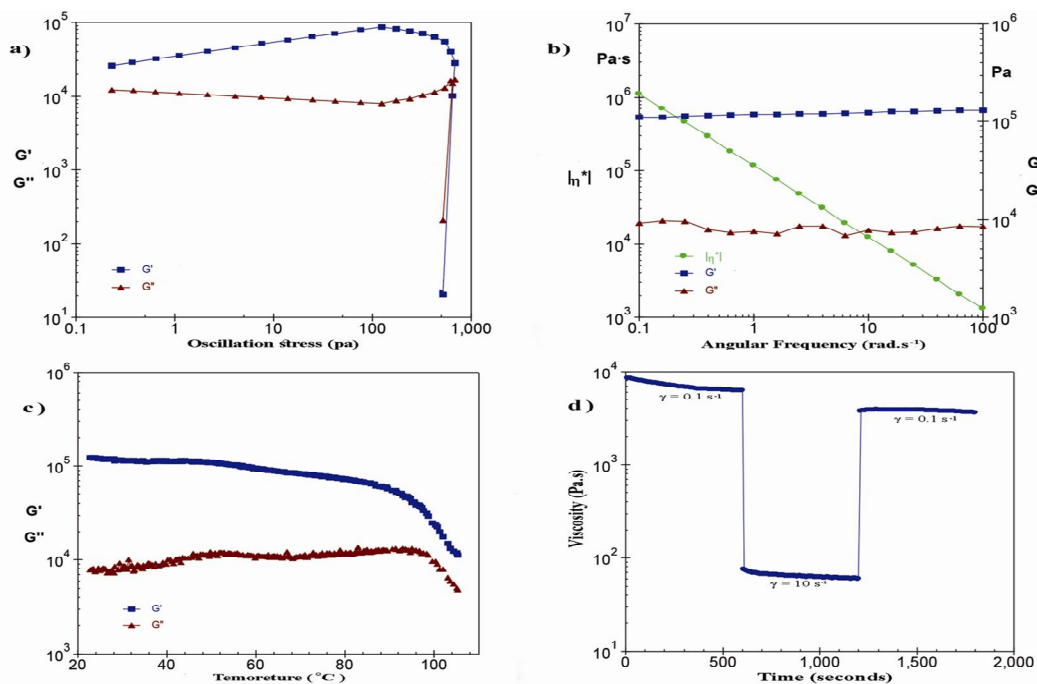 a)
10⁵
10⁴
10³
10²
10¹
G'
G''
0.1
1
10
100
1,000
Oscillation stress (pa)
G'
G''
b)
10⁷
Pa·s
10⁶
10⁵
10⁴
10³
|η*|
10⁶
Pa
10⁵
G
G
10⁴
10³
|η*|
G'
G''
0.1
1
10
100
Angular Frequency (rad.s⁻¹)
c)
10⁶
10⁵
10⁴
10³
G'
G''
G'
G''
20
40
60
80
100
Temoreture (°C)
d)
10⁴
10³
10²
10¹
Viscosity (Pa.s)
γ = 0.1 s⁻¹
γ = 10 s⁻¹
γ = 0.1 s⁻¹
0
500
1,000
1,500
2,000
Time (seconds)